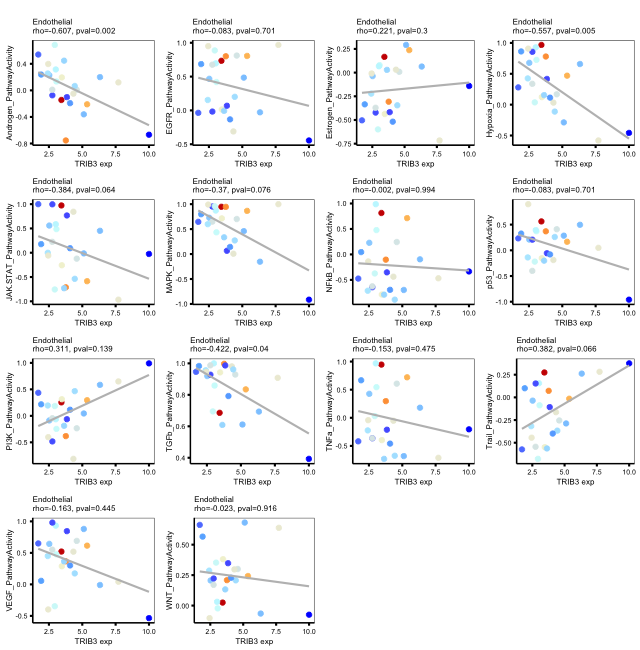 Endothelial
rho=-0.607, pval=0.002
Androgen_PathwayActivity
0.4
0.0
-0.4
-0.8
2.5 5.0 7.5 10.0
TRIB3 exp
Endothelial
rho=-0.083, pval=0.701
EGFR_PathwayActivity
1.0
0.5
0.0
-0.5
2.5 5.0 7.5 10.0
TRIB3 exp
Endothelial
rho=0.221, pval=0.3
Estrogen_PathwayActivity
0.25
0.00
-0.25
-0.50
-0.75
2.5 5.0 7.5 10.0
TRIB3 exp
Endothelial
rho=-0.557, pval=0.005
Hypoxia_PathwayActivity
1.0
0.5
0.0
-0.5
2.5 5.0 7.5 10.0
TRIB3 exp
Endothelial
rho=-0.384, pval=0.064
JAK-STAT_PathwayActivity
1.0
0.5
0.0
-0.5
-1.0
2.5 5.0 7.5 10.0
TRIB3 exp
Endothelial
rho=-0.37, pval=0.076
MAPK_PathwayActivity
1.0
0.5
0.0
-0.5
-1.0
2.5 5.0 7.5 10.0
TRIB3 exp
Endothelial
rho=-0.002, pval=0.994
NFkB_PathwayActivity
1.0
0.5
0.0
-0.5
2.5 5.0 7.5 10.0
TRIB3 exp
Endothelial
rho=-0.083, pval=0.701
p53_PathwayActivity
1.0
0.5
0.0
-0.5
-1.0
2.5 5.0 7.5 10.0
TRIB3 exp
Endothelial
rho=0.311, pval=0.139
PI3K_PathwayActivity
1.0
0.5
0.0
-0.5
2.5 5.0 7.5 10.0
TRIB3 exp
Endothelial
rho=-0.422, pval=0.04
TGFb_PathwayActivity
1.0
0.8
0.6
0.4
2.5 5.0 7.5 10.0
TRIB3 exp
Endothelial
rho=-0.153, pval=0.475
TNFa_PathwayActivity
1.0
0.5
0.0
-0.5
2.5 5.0 7.5 10.0
TRIB3 exp
Endothelial
rho=0.382, pval=0.066
Trail_PathwayActivity
0.25
0.00
-0.25
-0.50
2.5 5.0 7.5 10.0
TRIB3 exp
Endothelial
rho=-0.163, pval=0.445
VEGF_PathwayActivity
1.0
0.5
0.0
-0.5
2.5 5.0 7.5 10.0
TRIB3 exp
Endothelial
rho=-0.023, pval=0.916
WNT_PathwayActivity
0.50
0.25
0.00
2.5 5.0 7.5 10.0
TRIB3 exp